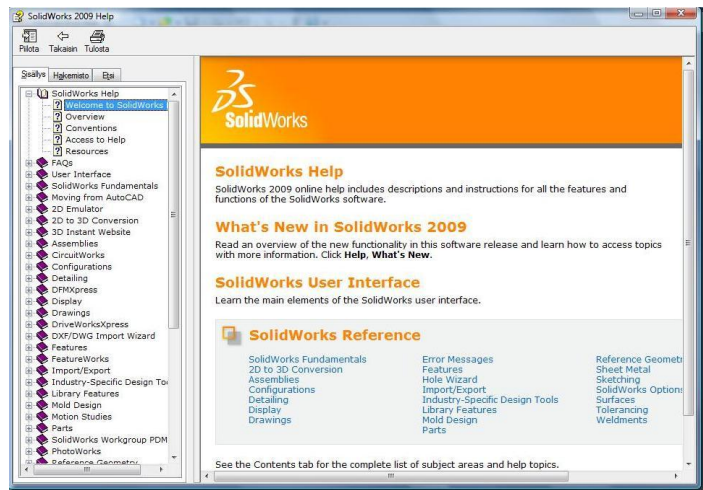 SolidWorks 2009 Help
Piilota Takaisin Tulosta
Sisällys Hakemisto Etsi
SolidWorks Help
Welcome to SolidWorks
Overview
Conventions
Access to Help
Resources
FAQs
User Interface
SolidWorks Fundamentals
Moving from AutoCAD
2D Emulator
2D to 3D Conversion
3D Instant Website
Assemblies
CircuitWorks
Configurations
Detailing
DFMXpress
Display
Drawings
DriveWorksXpress
DXF/DWG Import Wizard
Features
FeatureWorks
Import/Export
Industry-Specific Design Too
Library Features
Mold Design
Motion Studies
Parts
SolidWorks Workgroup PDM
PhotoWorks
Reference Geometry
SolidWorks
SolidWorks Help
SolidWorks 2009 online help includes descriptions and instructions for all the features and
functions of the SolidWorks software.
What's New in SolidWorks 2009
Read an overview of the new functionality in this software release and learn how to access topics
with more information. Click Help, What's New.
SolidWorks User Interface
Learn the main elements of the SolidWorks user interface.
SolidWorks Reference
SolidWorks Fundamentals
2D to 3D Conversion
Assemblies
Configurations
Detailing
Display
Drawings
Error Messages
Features
Hole Wizard
Import/Export
Industry-Specific Design Tools
Library Features
Mold Design
Parts
Reference Geometr
Sheet Metal
Sketching
SolidWorks Options
Surfaces
Tolerancing
Weldments
See the Contents tab for the complete list of subject areas and help topics.